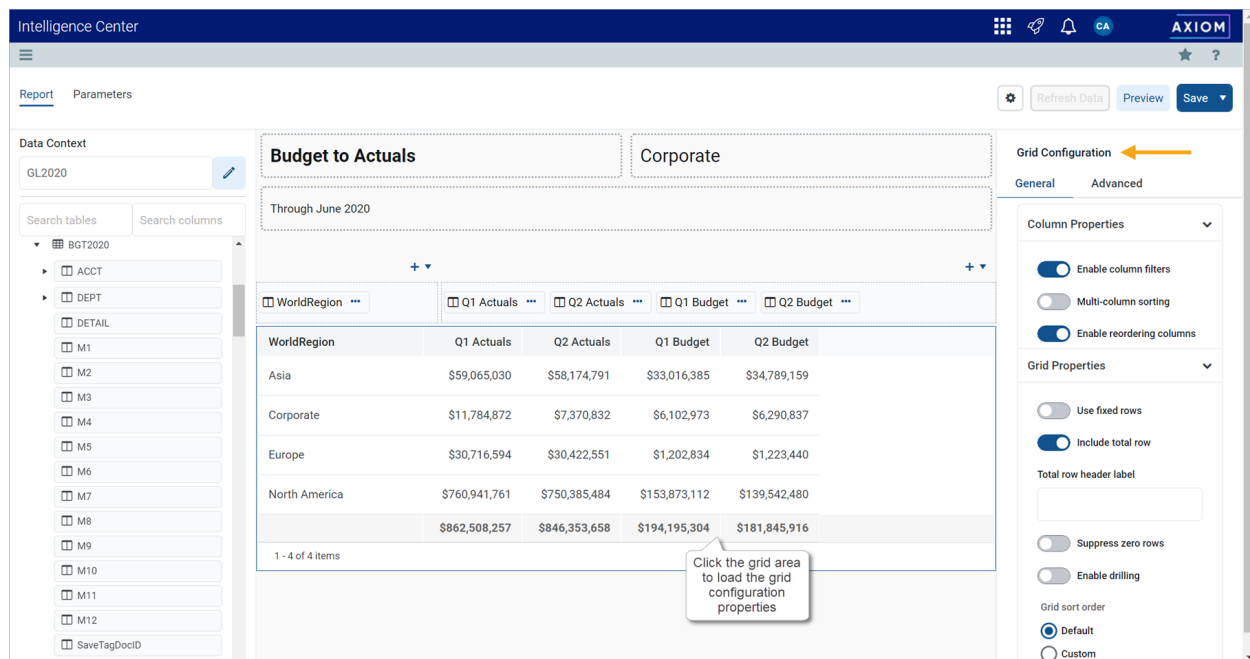 Intelligence Center
CA
AXIOM
?
Report Parameters
Refresh Data Preview Save
Data Context
GL2020
Search tables Search columns
BGT2020
ACCT
DEPT
DETAIL
M1
M2
M3
M4
M5
M6
M7
M8
M9
M10
M11
M12
SaveTagDocID
Budget to Actuals
Corporate
Through June 2020
WorldRegion ••• Q1 Actuals ••• Q2 Actuals ••• Q1 Budget ••• Q2 Budget •••
WorldRegion Q1 Actuals Q2 Actuals Q1 Budget Q2 Budget
Asia $59,065,030 $58,174,791 $33,016,385 $34,789,159
Corporate $11,784,872 $7,370,832 $6,102,973 $6,290,837
Europe $30,716,594 $30,422,551 $1,202,834 $1,223,440
North America $760,941,761 $750,385,484 $153,873,112 $139,542,480
$862,508,257 $846,353,658 $194,195,304 $181,845,916
1 - 4 of 4 items
Click the grid area
to load the grid
configuration
properties
Grid Configuration
General Advanced
Column Properties
Enable column filters
Multi-column sorting
Enable reordering columns
Grid Properties
Use fixed rows
Include total row
Total row header label
Suppress zero rows
Enable drilling
Grid sort order
Default
Custom